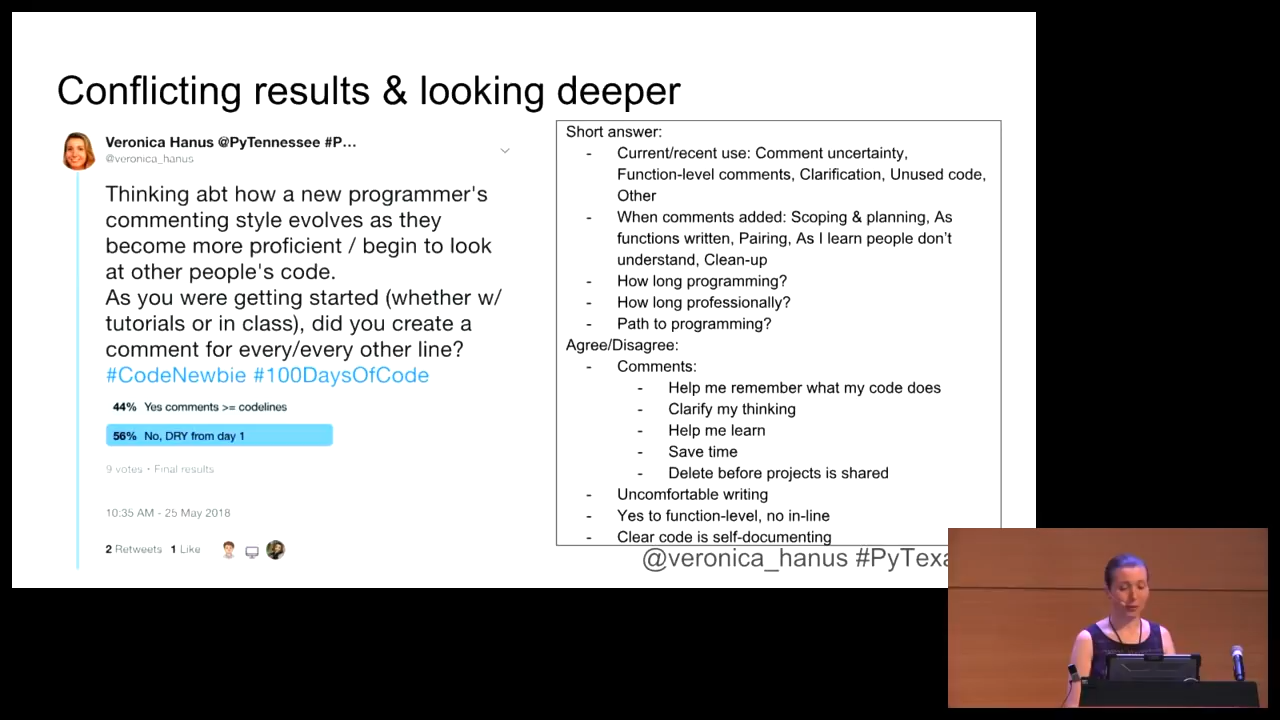 Conflicting results & looking deeper
Veronica Hanus @PyTennessee #P...
@veronica_hanus
Thinking abt how a new programmer's
commenting style evolves as they
become more proficient / begin to look
at other people's code.
As you were getting started (whether w/
tutorials or in class), did you create a
comment for every/every other line?
#CodeNewbie #100DaysOfCode
44% Yes comments >= codelines
56% No, DRY from day 1
9 votes • Final results
10:35 AM - 25 May 2018
2 Retweets 1 Like
Short answer:
- Current/recent use: Comment uncertainty,
Function-level comments, Clarification, Unused code,
Other
- When comments added: Scoping & planning, As
functions written, Pairing, As I learn people don't
understand, Clean-up
- How long programming?
- How long professionally?
- Path to programming?
Agree/Disagree:
- Comments:
- Help me remember what my code does
- Clarify my thinking
- Help me learn
- Save time
- Delete before projects is shared
- Uncomfortable writing
- Yes to function-level, no in-line
- Clear code is self-documenting
@veronica_hanus #PyTexa